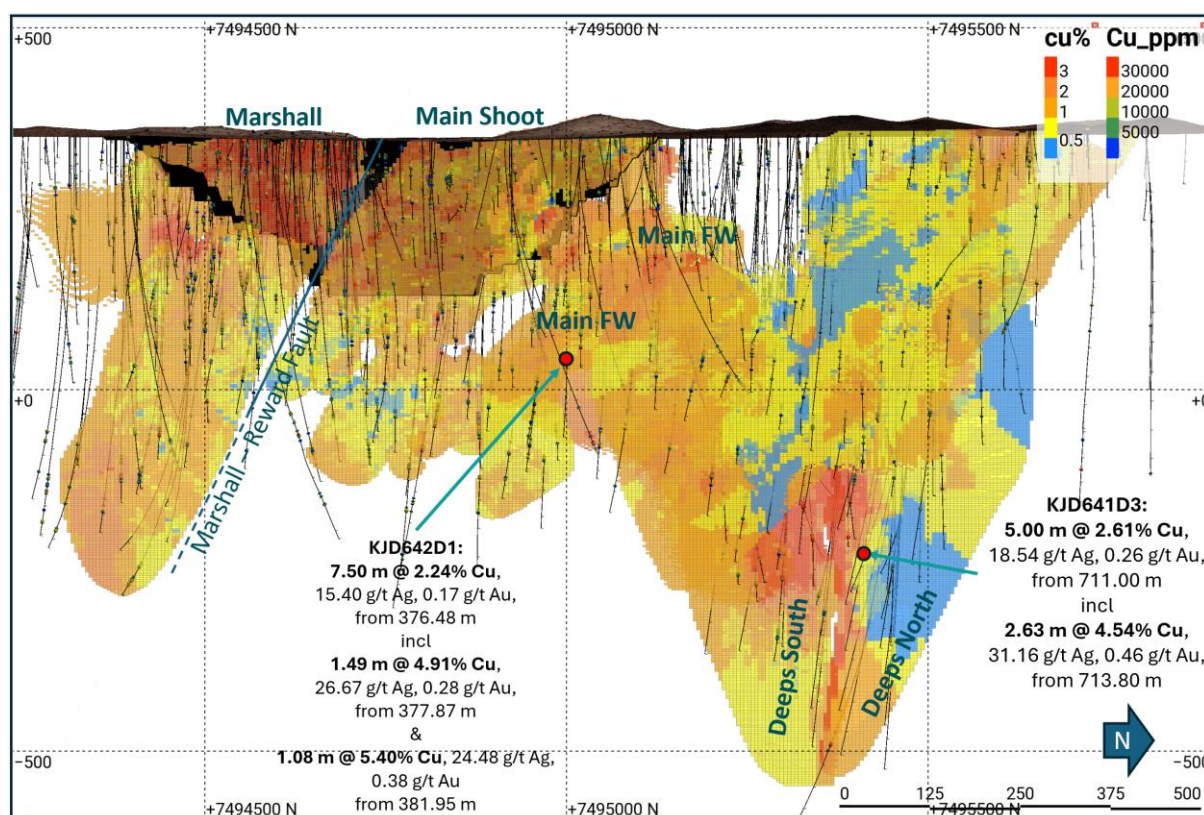 +500
+7494500 N
+7495000 N
+7495500 N
cu%
Cu_ppm
3
2
1
0.5
30000
20000
10000
5000
Marshall
Main Shoot
Main FW
Main FW
Marshall – Reward Fault
+0
+0
KJD642D1:
7.50 m @ 2.24% Cu,
15.40 g/t Ag, 0.17 g/t Au,
from 376.48 m
incl
1.49 m @ 4.91% Cu,
26.67 g/t Ag, 0.28 g/t Au,
from 377.87 m
&
1.08 m @ 5.40% Cu, 24.48 g/t Ag,
0.38 g/t Au
from 381.95 m
Deeps South
Deeps North
KJD641D3:
5.00 m @ 2.61% Cu,
18.54 g/t Ag, 0.26 g/t Au,
from 711.00 m
incl
2.63 m @ 4.54% Cu,
31.16 g/t Ag, 0.46 g/t Au,
from 713.80 m
N
-500
-500
0
125
250
375
500
+7494500 N
+7495000 N
+7495500 N